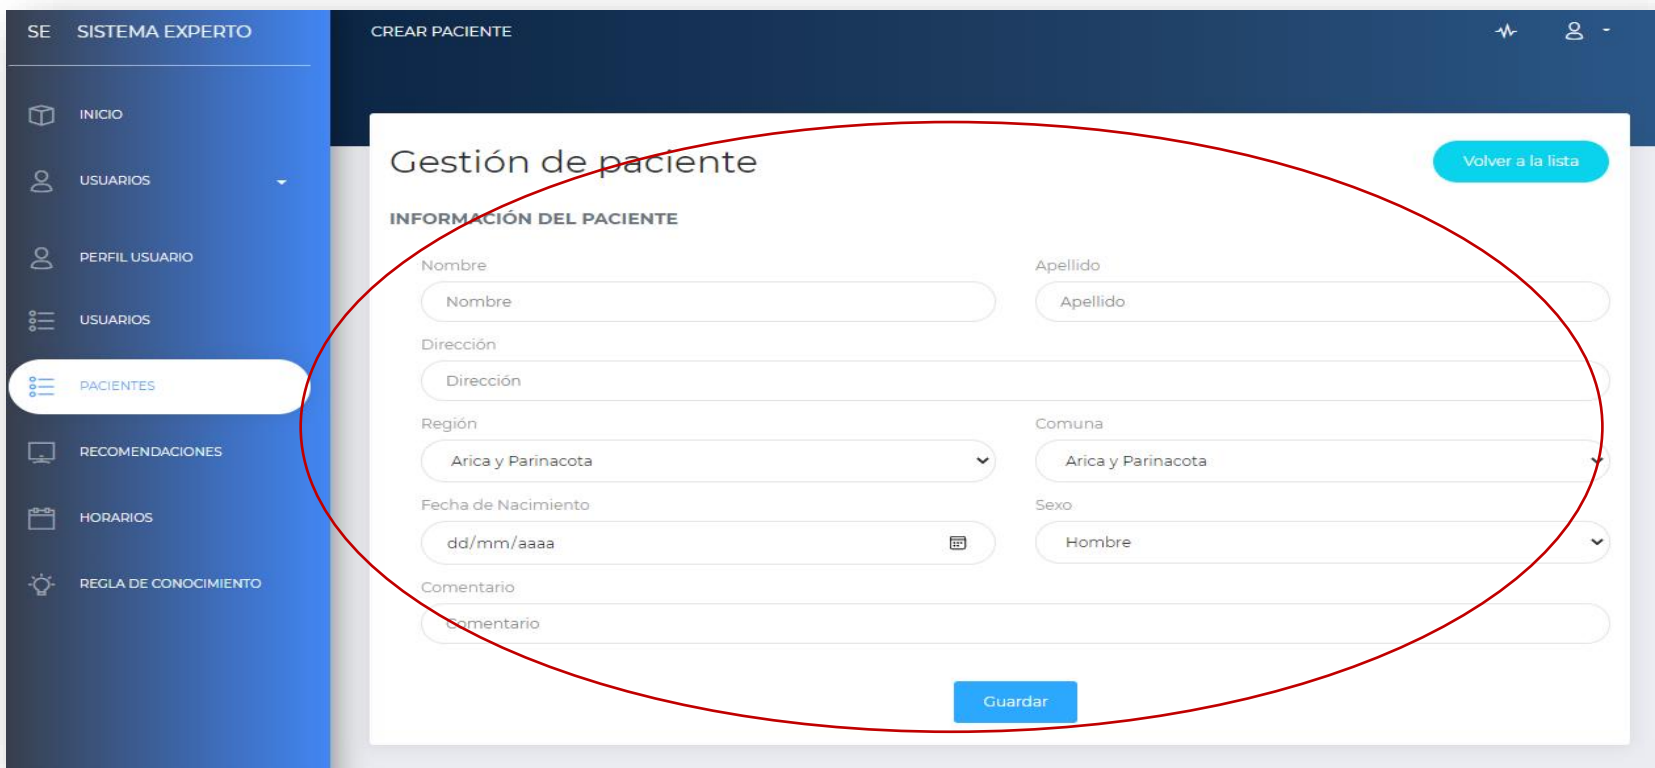 SE SISTEMA EXPERTO
INICIO
USUARIOS
PERFIL USUARIO
USUARIOS
PACIENTES
RECOMENDACIONES
HORARIOS
REGLA DE CONOCIMIENTO
CREAR PACIENTE
Gestión de paciente
Volver a la lista
INFORMACIÓN DEL PACIENTE
Nombre Apellido
Nombre Apellido
Dirección
Dirección
Región Comuna
Arica y Parinacota Arica y Parinacota
Fecha de Nacimiento Sexo
dd/mm/aaaa Hombre
Comentario
Comentario
Guardar